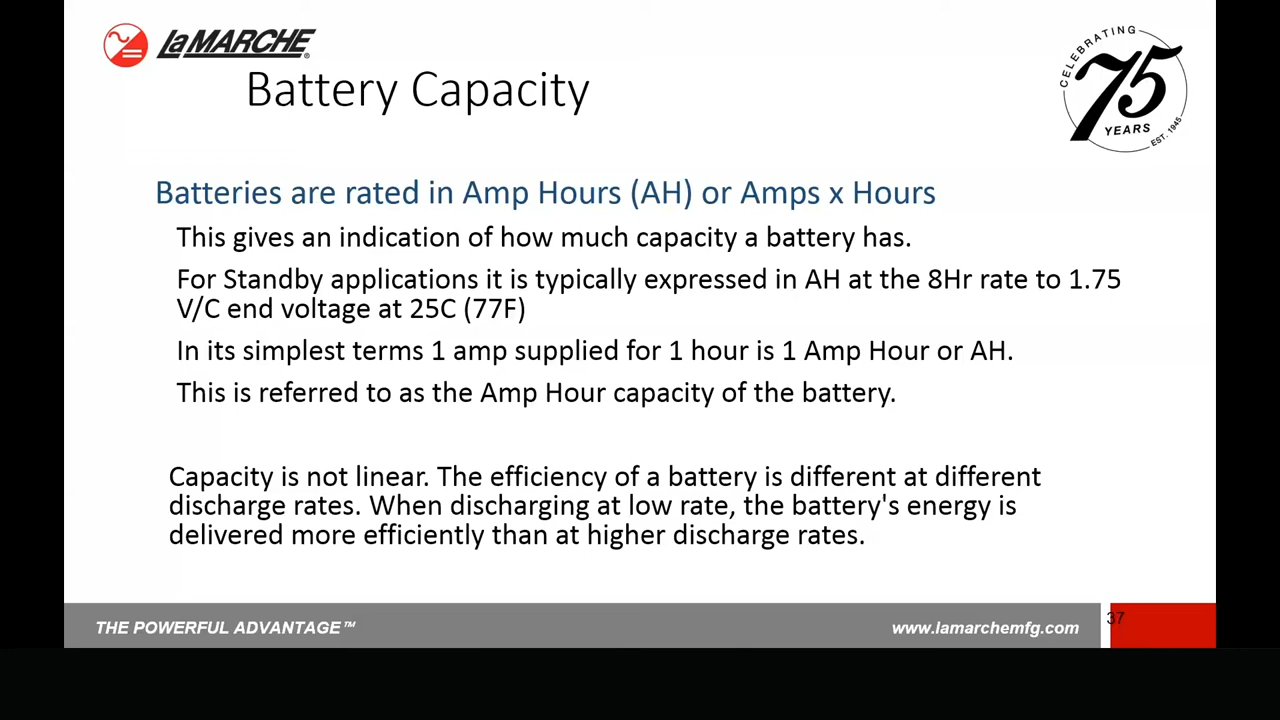 LaMARCHE
Battery Capacity
CELEBRATING
75
YEARS
EST. 1945
Batteries are rated in Amp Hours (AH) or Amps x Hours
This gives an indication of how much capacity a battery has.
For Standby applications it is typically expressed in AH at the 8Hr rate to 1.75
V/C end voltage at 25C (77F)
In its simplest terms 1 amp supplied for 1 hour is 1 Amp Hour or AH.
This is referred to as the Amp Hour capacity of the battery.
Capacity is not linear. The efficiency of a battery is different at different
discharge rates. When discharging at low rate, the battery's energy is
delivered more efficiently than at higher discharge rates.
THE POWERFUL ADVANTAGE™
www.lamarchemfg.com
37